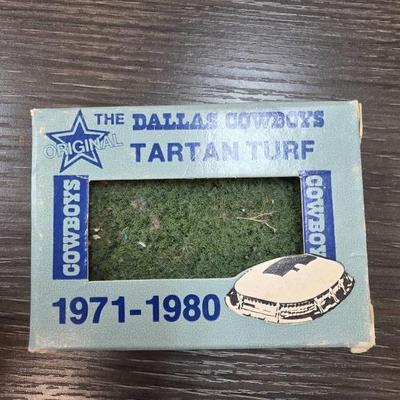 THE DALLAS COWBOYS
ORIGINAL
TARTAN TURF
COWBOYS
COWBOYS
1971-1980